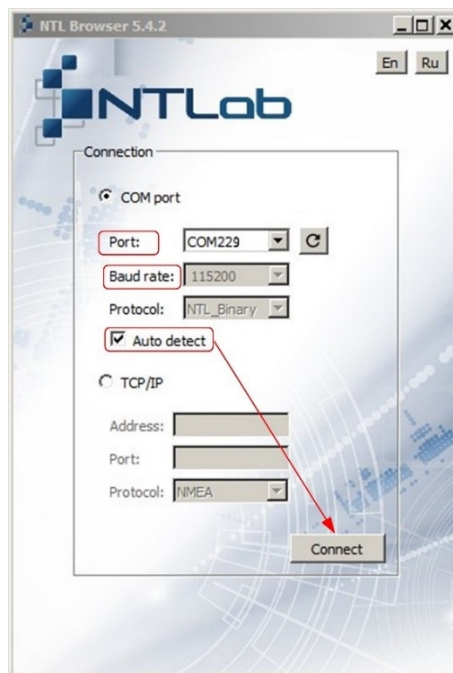 NTL Browser 5.4.2
En Ru
NTLab
Connection
COM port
Port: COM229
Baud rate: 115200
Protocol: NTL_Binary
Auto detect
TCP/IP
Address:
Port:
Protocol: NMEA
Connect